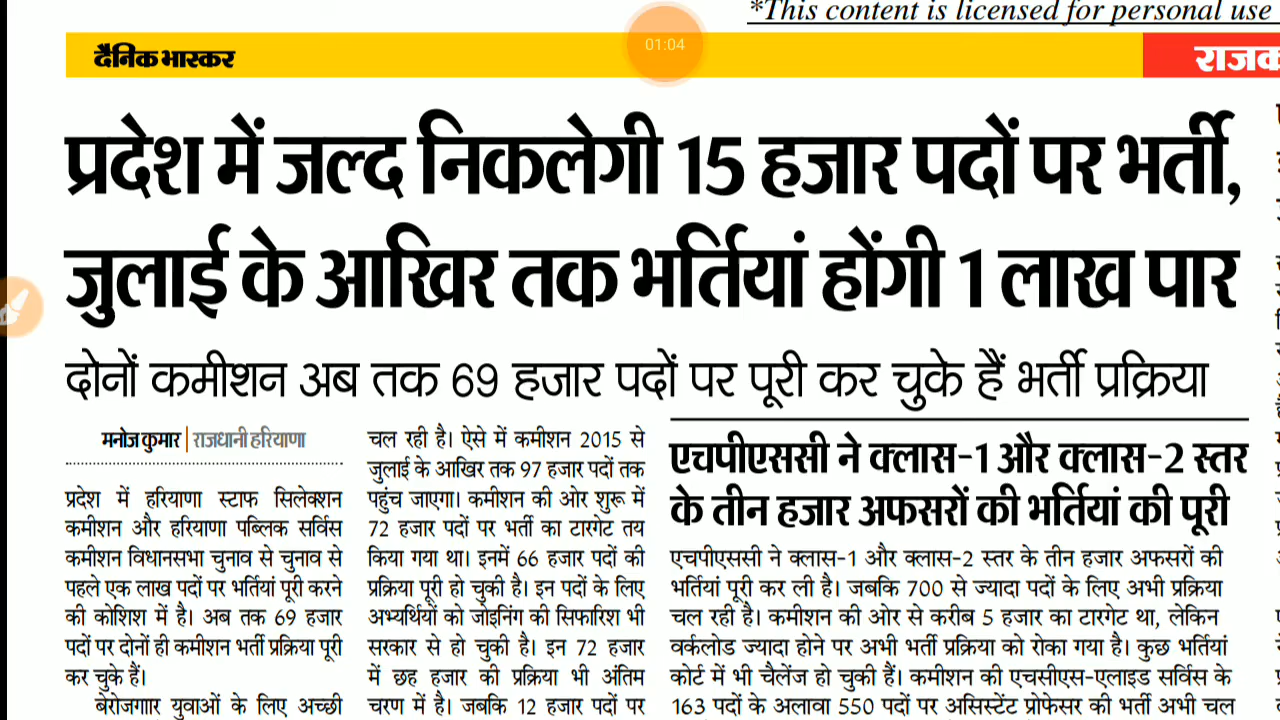 *This content is licensed for personal use
दैनिक भास्कर
01:04
प्रदेश में जल्द निकलेगी 15 हजार पदों पर भर्ती,
जुलाई के आखिर तक भर्तियां होंगी 1 लाख पार
दोनों कमीशन अब तक 69 हजार पदों पर पूरी कर चुके हैं भर्ती प्रक्रिया
मनोज कुमार | राजधानी हरियाणा
प्रदेश में हरियाणा स्टाफ सिलेक्शन
कमीशन और हरियाणा पब्लिक सर्विस
कमीशन विधानसभा चुनाव से चुनाव से
पहले एक लाख पदों पर भर्तियां पूरी करने
की कोशिश में है। अब तक 69 हजार
पदों पर दोनों ही कमीशन भर्ती प्रक्रिया पूरी
कर चुके हैं।
बेरोजगाार युवाओं के लिए अच्छी
चल रही है। ऐसे में कमीशन 2015 से
जुलाई के आखिर तक 97 हजार पदों तक
पहुंच जाएगा। कमीशन की ओर शुरू में
72 हजार पदों पर भर्ती का टारगेट तय
किया गया था। इनमें 66 हजार पदों की
प्रक्रिया पूरी हो चुकी है। इन पदों के लिए
अभ्यर्थियों को जोइनिंग की सिफारिश भी
सरकार से हो चुकी है। इन 72 हजार
में छह हजार की प्रक्रिया भी अंतिम
चरण में है। जबकि 12 हजार पदों पर
एचपीएससी ने क्लास-1 और क्लास-2 स्तर
के तीन हजार अफसरों की भर्तियां की पूरी
एचपीएससी ने क्लास-1 और क्लास-2 स्तर के तीन हजार अफसरों की
भर्तियां पूरी कर ली है। जबकि 700 से ज्यादा पदों के लिए अभी प्रक्रिया
चल रही है। कमीशन की ओर से करीब 5 हजार का टारगेट था, लेकिन
वर्कलोड ज्यादा होने पर अभी भर्ती प्रक्रिया को रोका गया है। कुछ भर्तियां
कोर्ट में भी चैलेंज हो चुकी हैं। कमीशन की एचसीएस-एलाइड सर्विस के
163 पदों के अलावा 550 पदों पर असिस्टेंट प्रोफेसर की भर्ती अभी चल